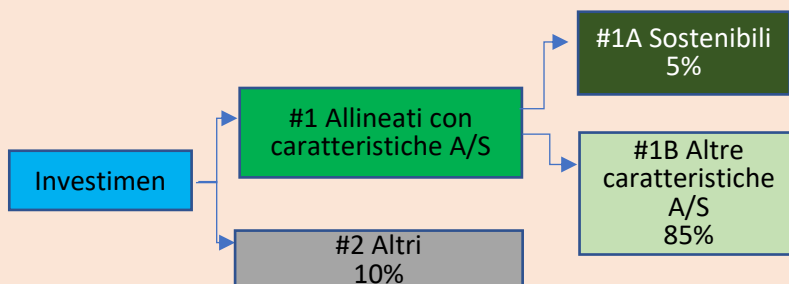 #1A Sostenibili
5%
#1 Allineati con
caratteristiche A/S
#1B Altre
caratteristiche
A/S
85%
Investimen
#2 Altri
10%